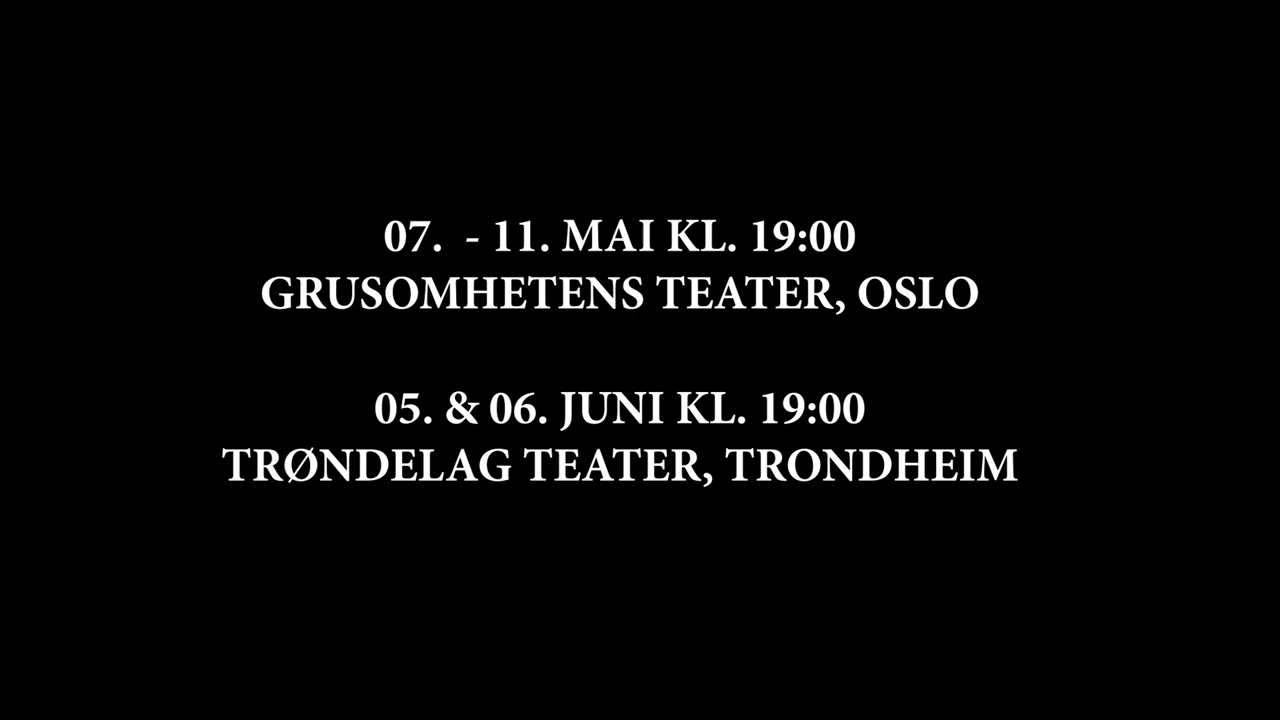 07.  - 11. MAI KL. 19:00
GRUSOMHETENS TEATER, OSLO
05. & 06. JUNI KL. 19:00
TRØNDELAG TEATER, TRONDHEIM